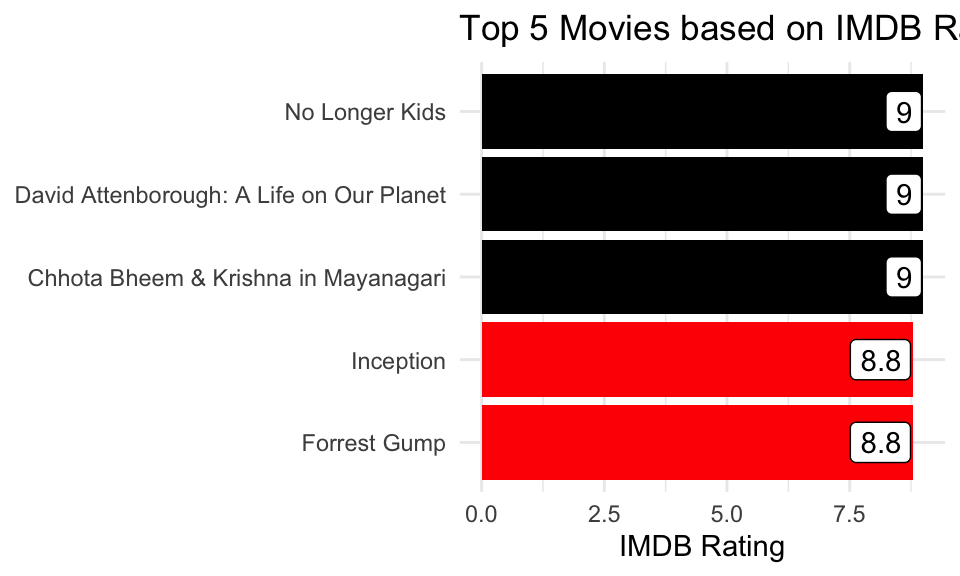 Top 5 Movies based on IMDB R
No Longer Kids
9
David Attenborough: A Life on Our Planet
9
Chhota Bheem & Krishna in Mayanagari
9
Inception
8.8
Forrest Gump
8.8
0.0 2.5 5.0 7.5
IMDB Rating